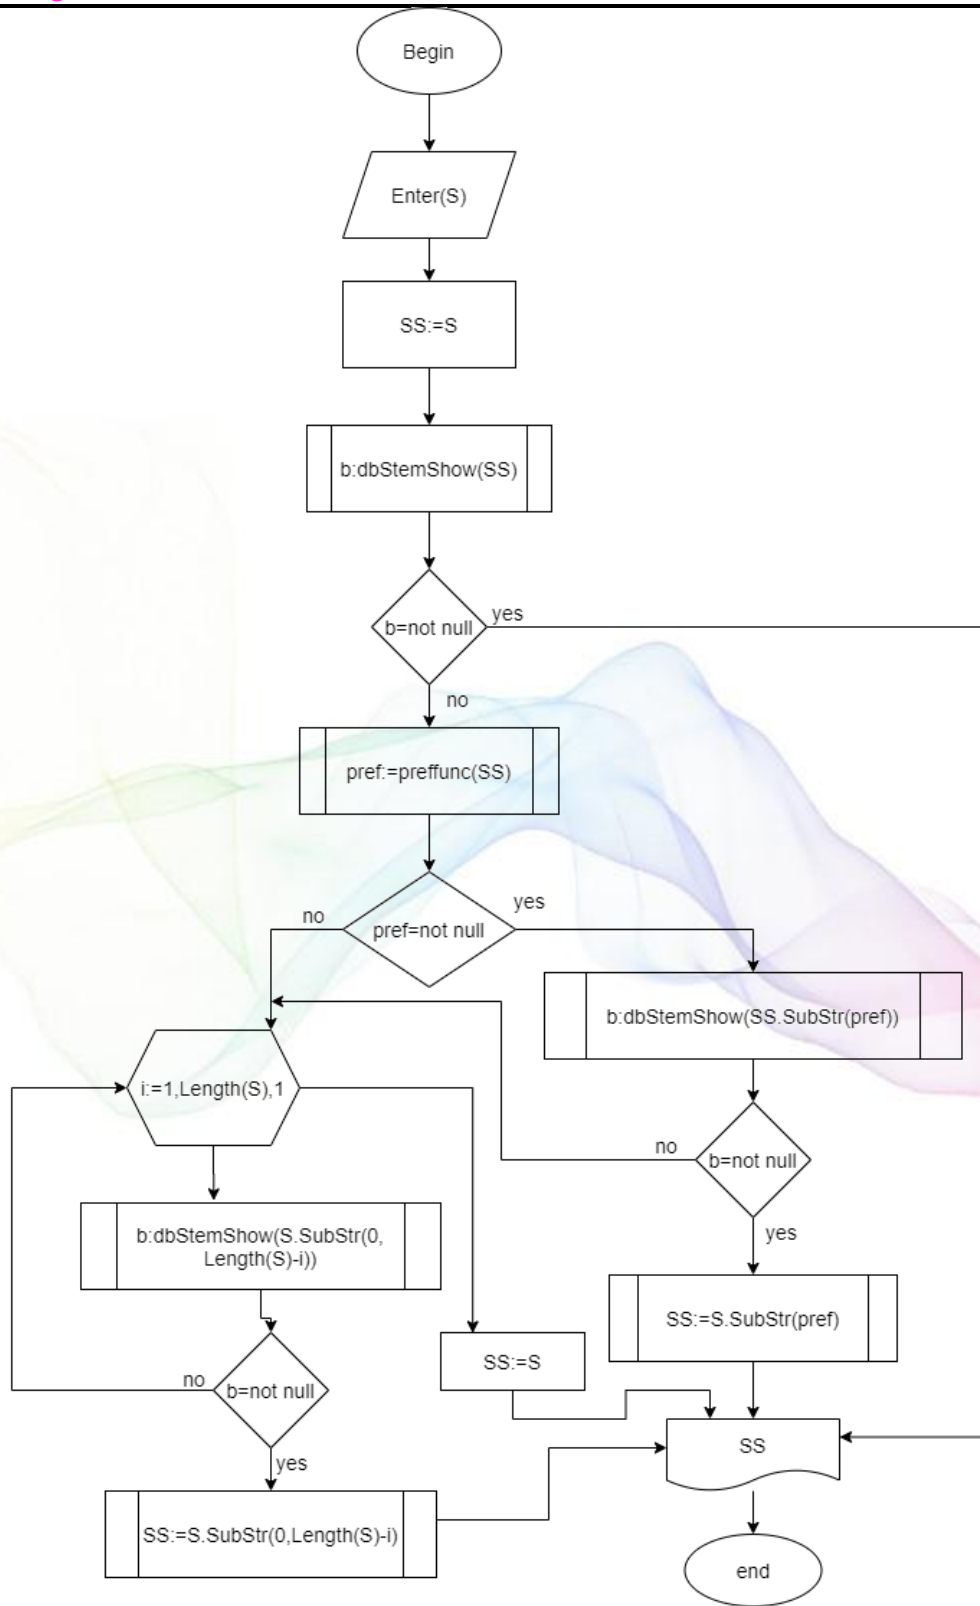 Begin
Enter(S)
SS:=S
b:dbStemShow(SS)
b=not null
yes
no
pref:=preffunc(SS)
pref=not null
no
yes
b:dbStemShow(SS.SubStr(pref))
i:=1,Length(S),1
b=not null
no
yes
b:dbStemShow(S.SubStr(0,
Length(S)-i))
SS:=S.SubStr(pref)
SS:=S
b=not null
no
yes
SS
SS:=S.SubStr(0,Length(S)-i)
end